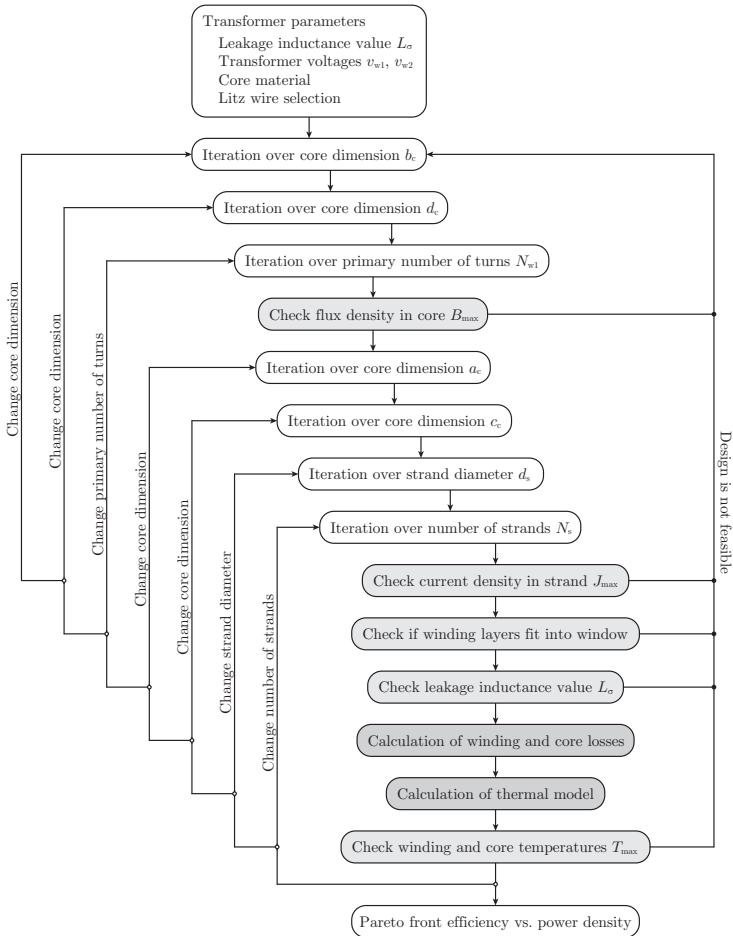 Transformer parameters
Leakage inductance value Lσ
Transformer voltages vw1, vw2
Core material
Litz wire selection
Iteration over core dimension bc
Iteration over core dimension dc
Iteration over primary number of turns Nw1
Check flux density in core Bmax
Iteration over core dimension ac
Iteration over core dimension cc
Iteration over strand diameter ds
Iteration over number of strands Ns
Check current density in strand Jmax
Check if winding layers fit into window
Check leakage inductance value Lσ
Calculation of winding and core losses
Calculation of thermal model
Check winding and core temperatures Tmax
Pareto front efficiency vs. power density
Change core dimension
Change core dimension
Change primary number of turns
Change core dimension
Change core dimension
Change strand diameter
Change number of strands
Design is not feasible